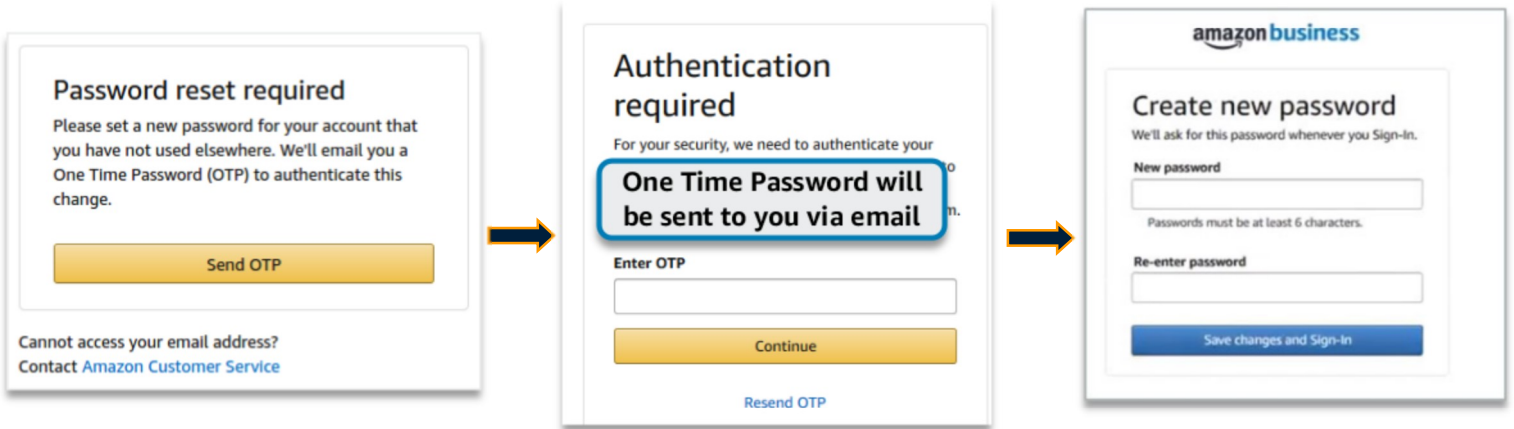 Password reset required
Please set a new password for your account that
you have not used elsewhere. We'll email you a
One Time Password (OTP) to authenticate this
change.
Send OTP
Cannot access your email address?
Contact Amazon Customer Service
Authentication
required
For your security, we need to authenticate your
One Time Password will
be sent to you via email
Enter OTP
Continue
Resend OTP
amazon business
Create new password
We'll ask for this password whenever you Sign-In.
New password
Passwords must be at least 6 characters.
Re-enter password
Save changes and Sign-In